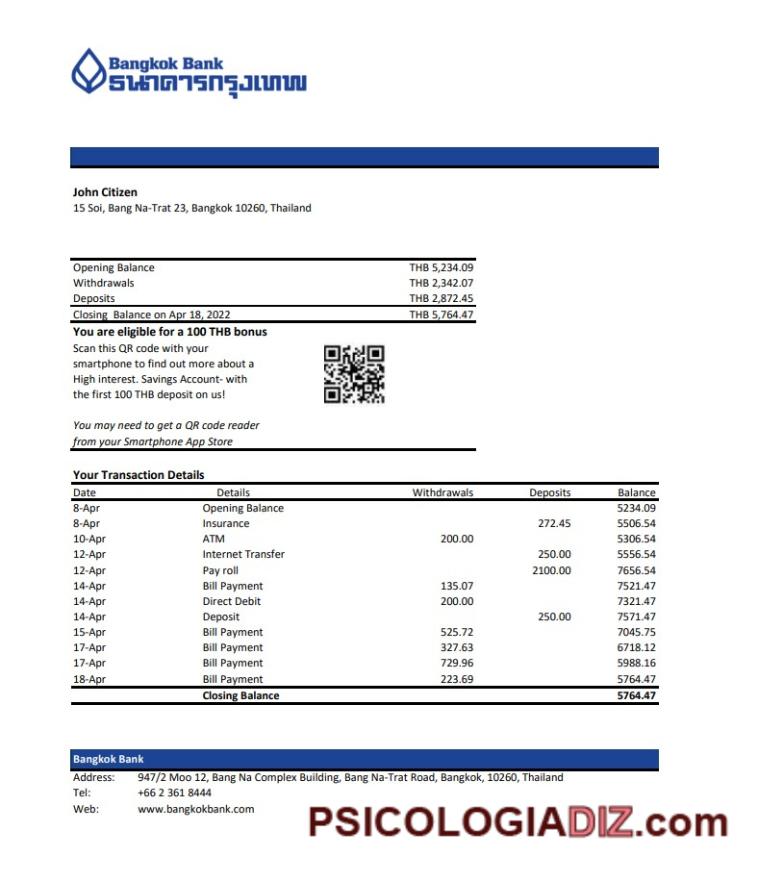 Bangkok Bank
ธนาคารกรุงเทพ
John Citizen
15 Soi, Bang Na-Trat 23, Bangkok 10260, Thailand
Opening Balance THB 5,234.09
Withdrawals THB 2,342.07
Deposits THB 2,872.45
Closing Balance on Apr 18, 2022 THB 5,764.47
You are eligible for a 100 THB bonus
Scan this QR code with your
smartphone to find out more about a
High interest. Savings Account- with
the first 100 THB deposit on us!
You may need to get a QR code reader
from your Smartphone App Store
Your Transaction Details
Date Details Withdrawals Deposits Balance
8-Apr Opening Balance 5234.09
8-Apr Insurance 272.45 5506.54
10-Apr ATM 200.00 5306.54
12-Apr Internet Transfer 250.00 5556.54
12-Apr Pay roll 2100.00 7656.54
14-Apr Bill Payment 135.07 7521.47
14-Apr Direct Debit 200.00 7321.47
14-Apr Deposit 250.00 7571.47
15-Apr Bill Payment 525.72 7045.75
17-Apr Bill Payment 327.63 6718.12
17-Apr Bill Payment 729.96 5988.16
18-Apr Bill Payment 223.69 5764.47
Closing Balance 5764.47
Bangkok Bank
Address: 947/2 Moo 12, Bang Na Complex Building, Bang Na-Trat Road, Bangkok, 10260, Thailand
Tel: +66 2 361 8444
Web: www.bangkokbank.com
PSICOLOGIADIZ.com